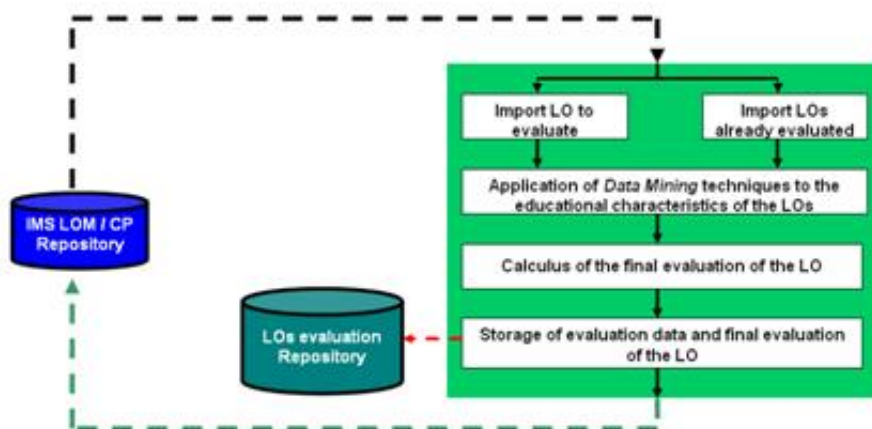 Import LO to
evaluate
Import LOs
already evaluated
Application of Data Mining techniques to the
educational characteristics of the LOs
IMS LOM / CP
Repository
Calculus of the final evaluation of the LO
LOs evaluation
Repository
Storage of evaluation data and final evaluation
of the LO